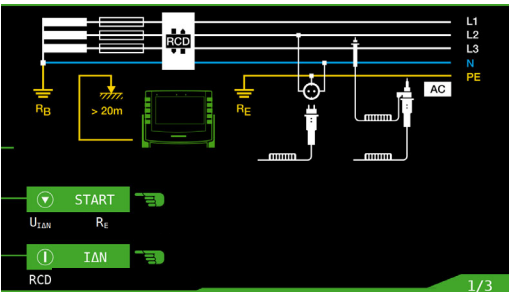 L1
L2
RCD
L3
N
PE
AC
RB
> 20m
RE
START
UIΔN RE
IΔN
RCD
1/3